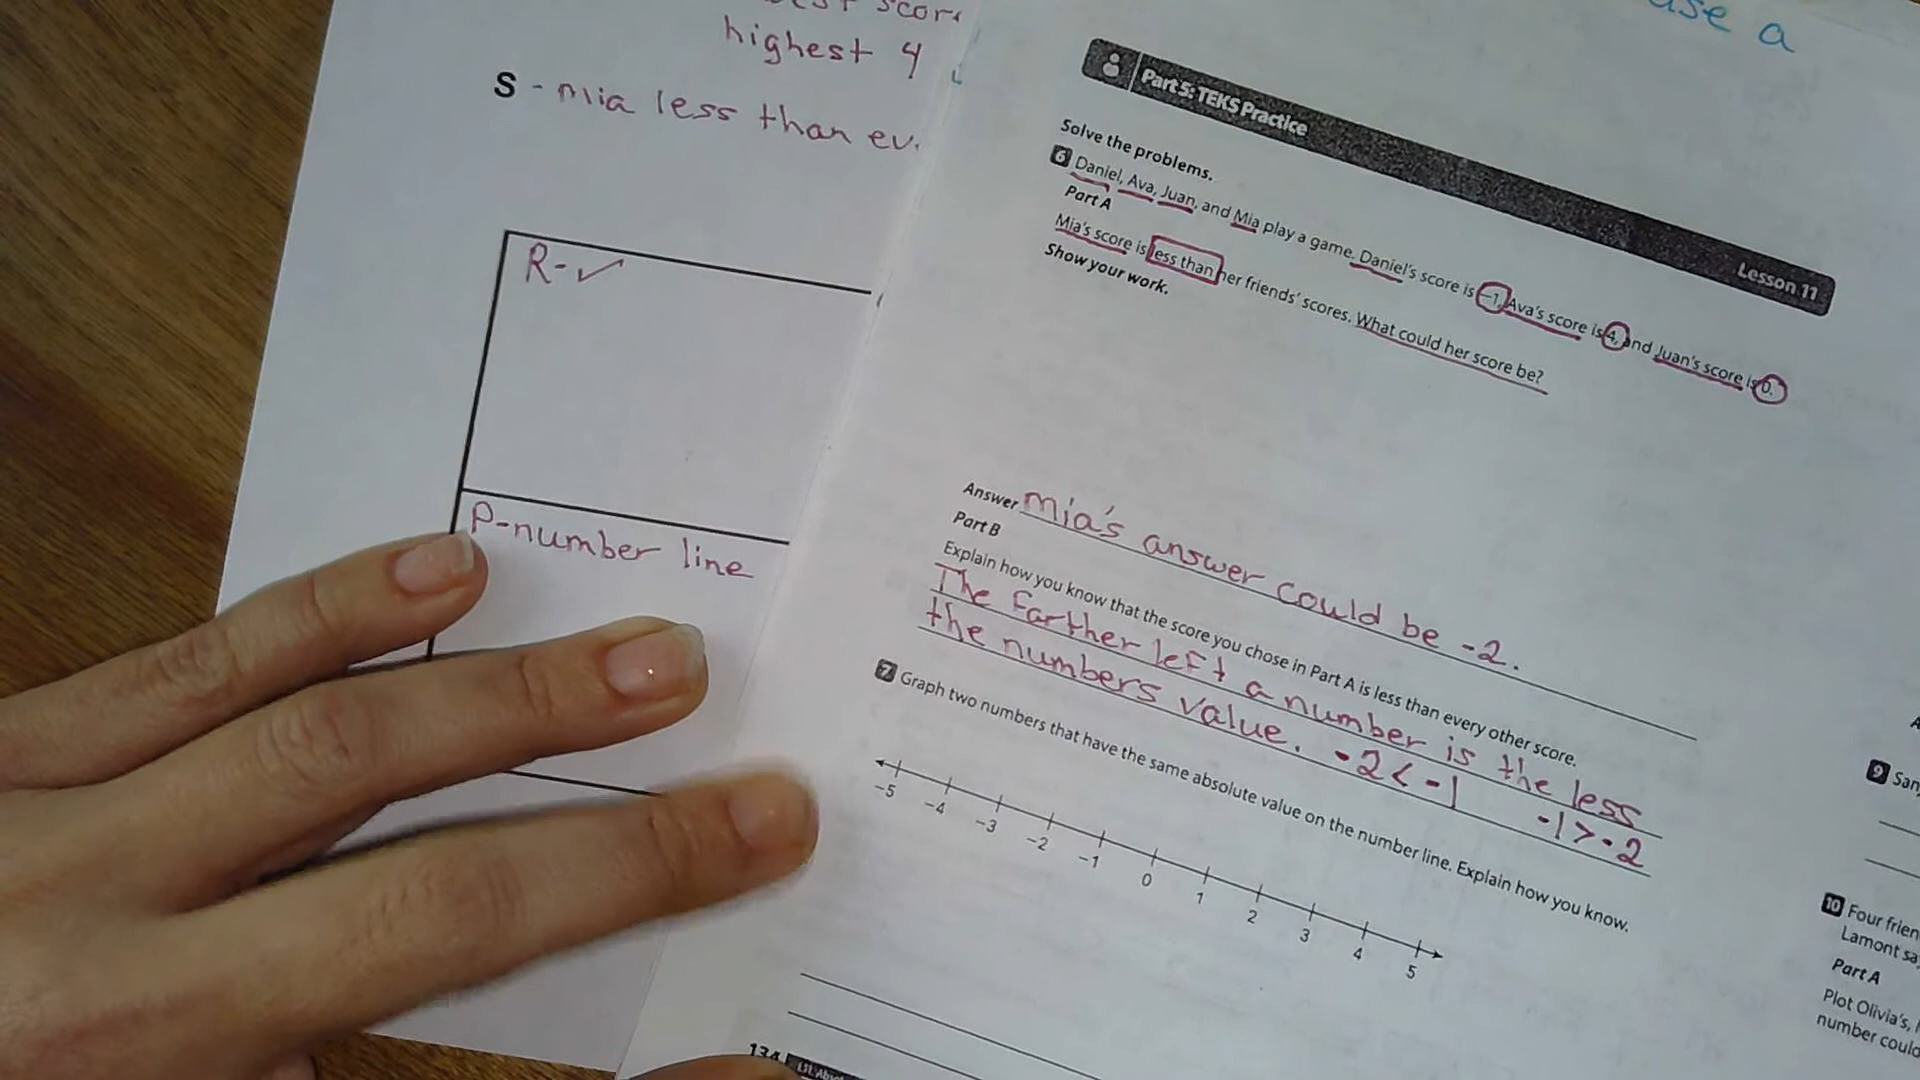 use a
highest 4
S - mia less than
R-✓
P-number line
Part 5: TEKS Practice
Lesson 11
Solve the problems.
6 Daniel, Ava, Juan, and Mia play a game. Daniel's score is −1, Ava's score is 4, and Juan's score is 0.
Part A
Mia's score is less than her friends' scores. What could her score be?
Show your work.
Answer mia's answer could be -2.
Part B
Explain how you know that the score you chose in Part A is less than every other score.
The farther left a number is the less
the numbers value. -2 < -1 -1 > -2
7 Graph two numbers that have the same absolute value on the number line. Explain how you know.
−5 −4 −3 −2 −1 0 1 2 3 4 5
134
9
10 Four
Lamont
Part A
Plot Olivia's,
number could